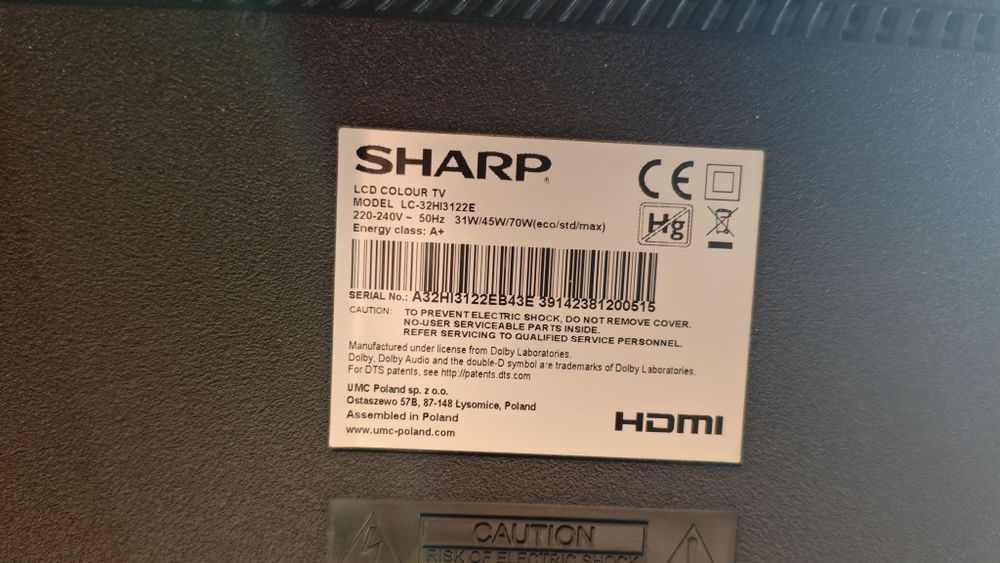 SHARP
LCD COLOUR TV
MODEL LC-32HI3122E
220-240V ~ 50Hz 31W/45W/70W(eco/std/max)
Energy class: A+
CE
Hg
SERIAL No.: A32HI3122EB43E 39142381200515
CAUTION: TO PREVENT ELECTRIC SHOCK, DO NOT REMOVE COVER.
NO-USER SERVICEABLE PARTS INSIDE.
REFER SERVICING TO QUALIFIED SERVICE PERSONNEL.
Manufactured under license from Dolby Laboratories.
Dolby, Dolby Audio and the double-D symbol are trademarks of Dolby Laboratories.
For DTS patents, see http://patents.dts.com
UMC Poland sp. z o.o.
Ostaszewo 57B, 87-148 Lysomice, Poland
Assembled in Poland
www.umc-poland.com
HDMI
CAUTION
RISK OF ELECTRIC SHOCK